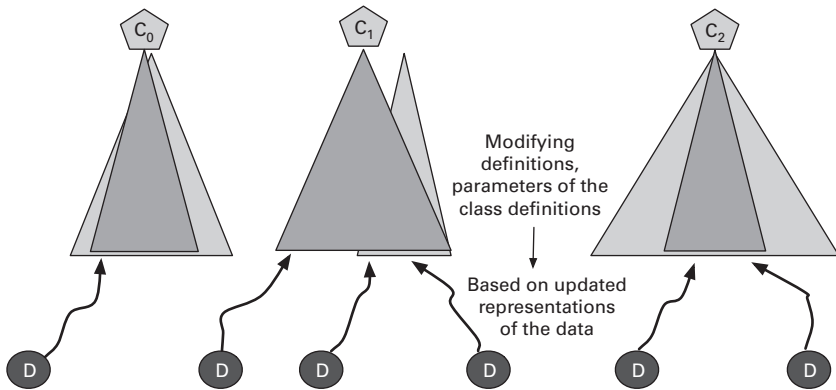 C0
C1
C2
Modifying
definitions,
parameters of the
class definitions
Based on updated
representations
of the data
D
D
D
D
D
D